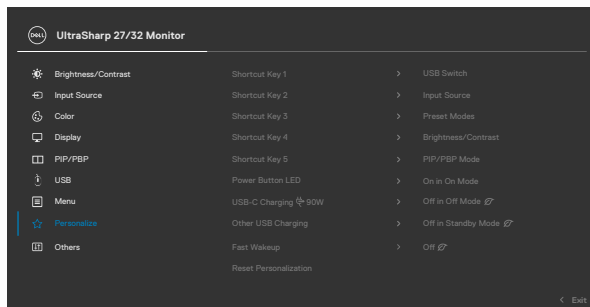 DELL UltraSharp 27/32 Monitor
Brightness/Contrast Shortcut Key 1 > USB Switch
Input Source Shortcut Key 2 > Input Source
Color Shortcut Key 3 > Preset Modes
Display Shortcut Key 4 > Brightness/Contrast
PIP/PBP Shortcut Key 5 > PIP/PBP Mode
USB Power Button LED > On in On Mode
Menu USB-C Charging 90W > Off in Off Mode
Personalize Other USB Charging > Off in Standby Mode
Others Fast Wakeup > Off
Reset Personalization
< Exit